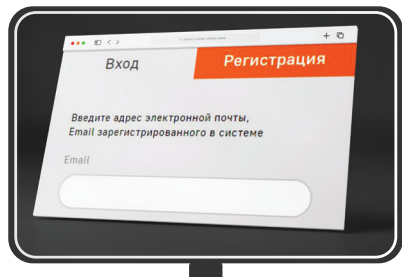 Вход
Регистрация
Введите адрес электронной почты,
Email зарегистрированного в системе
Email